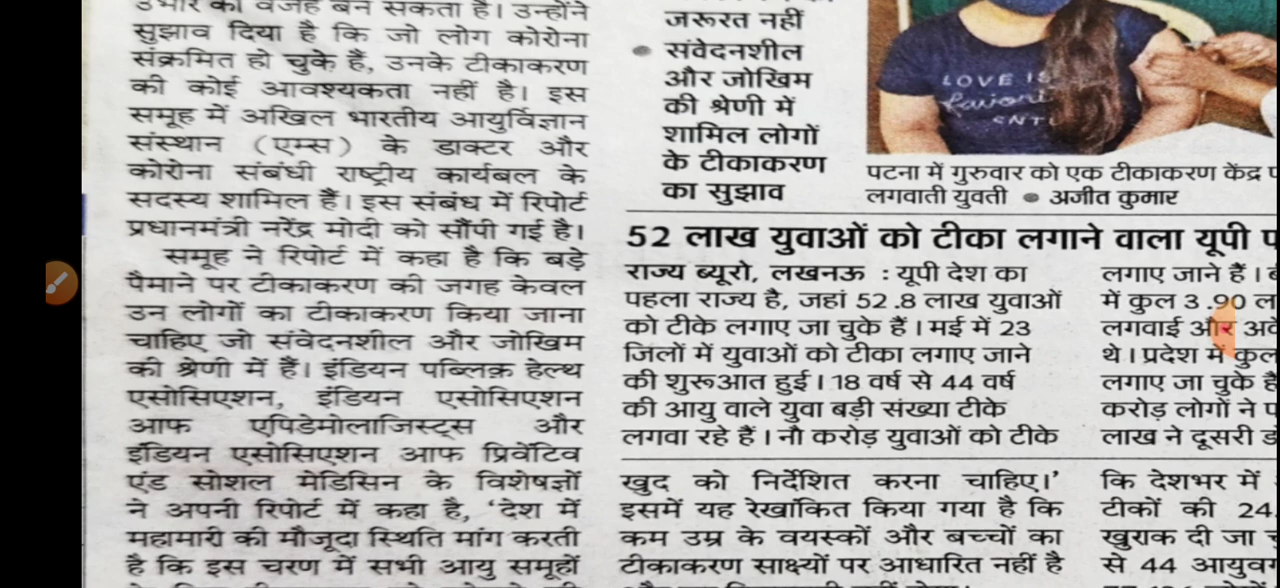 सुझाव दिया है कि जो लोग कोरोना
संक्रमित हो चुके हैं, उनके टीकाकरण
की कोई आवश्यकता नहीं है। इस
समूह में अखिल भारतीय आयुर्विज्ञान
संस्थान (एम्स) के डाक्टर और
कोरोना संबंधी राष्ट्रीय कार्यबल के
सदस्य शामिल हैं। इस संबंध में रिपोर्ट
प्रधानमंत्री नरेंद्र मोदी को सौंपी गई है।
समूह ने रिपोर्ट में कहा है कि बड़े
पैमाने पर टीकाकरण की जगह केवल
उन लोगों का टीकाकरण किया जाना
चाहिए जो संवेदनशील और जोखिम
की श्रेणी में हैं। इंडियन पब्लिक हेल्थ
एसोसिएशन, इंडियन एसोसिएशन
आफ एपिडेमोलाजिस्ट्स और
इंडियन एसोसिएशन आफ प्रिवेंटिव
एंड सोशल मेडिसिन के विशेषज्ञों
ने अपनी रिपोर्ट में कहा है, 'देश में
महामारी की मौजूदा स्थिति मांग करती
है कि इस चरण में सभी आयु समूहों
जरूरत नहीं
● संवेदनशील
और जोखिम
की श्रेणी में
शामिल लोगों
के टीकाकरण
का सुझाव
LOVE IS
favori
पटना में गुरुवार को एक टीकाकरण केंद्र
लगवाती युवती ● अजीत कुमार
52 लाख युवाओं को टीका लगाने वाला यूपी
राज्य ब्यूरो, लखनऊ : यूपी देश का
पहला राज्य है, जहां 52.8 लाख युवाओं
को टीके लगाए जा चुके हैं। मई में 23
जिलों में युवाओं को टीका लगाए जाने
की शुरूआत हुई। 18 वर्ष से 44 वर्ष
की आयु वाले युवा बड़ी संख्या टीके
लगवा रहे हैं। नौ करोड़ युवाओं को टीके
लगाए जाने हैं।
में कुल 3.90
लगवाई और
थे। प्रदेश में कुल
लगाए जा चुके
करोड़ लोगों ने
लाख ने दूसरी
खुद को निर्देशित करना चाहिए।'
इसमें यह रेखांकित किया गया है कि
कम उम्र के वयस्कों और बच्चों का
टीकाकरण साक्ष्यों पर आधारित नहीं है
कि देशभर में
टीकों की 24.
खुराक दी जा
से 44